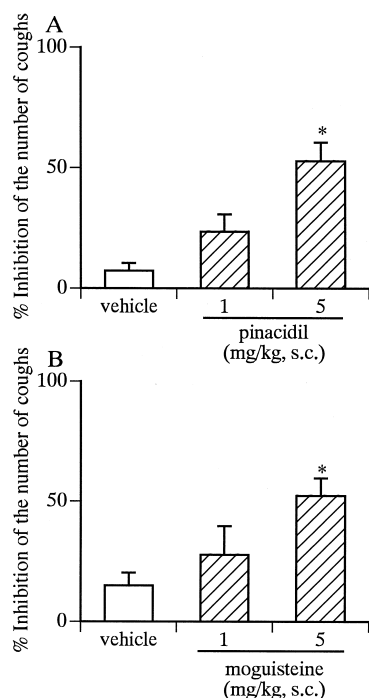 A
% Inhibition of the number of coughs
100
50
0
vehicle 1 5
*
pinacidil
(mg/kg, s.c.)
B
% Inhibition of the number of coughs
100
50
0
vehicle 1 5
*
moguisteine
(mg/kg, s.c.)